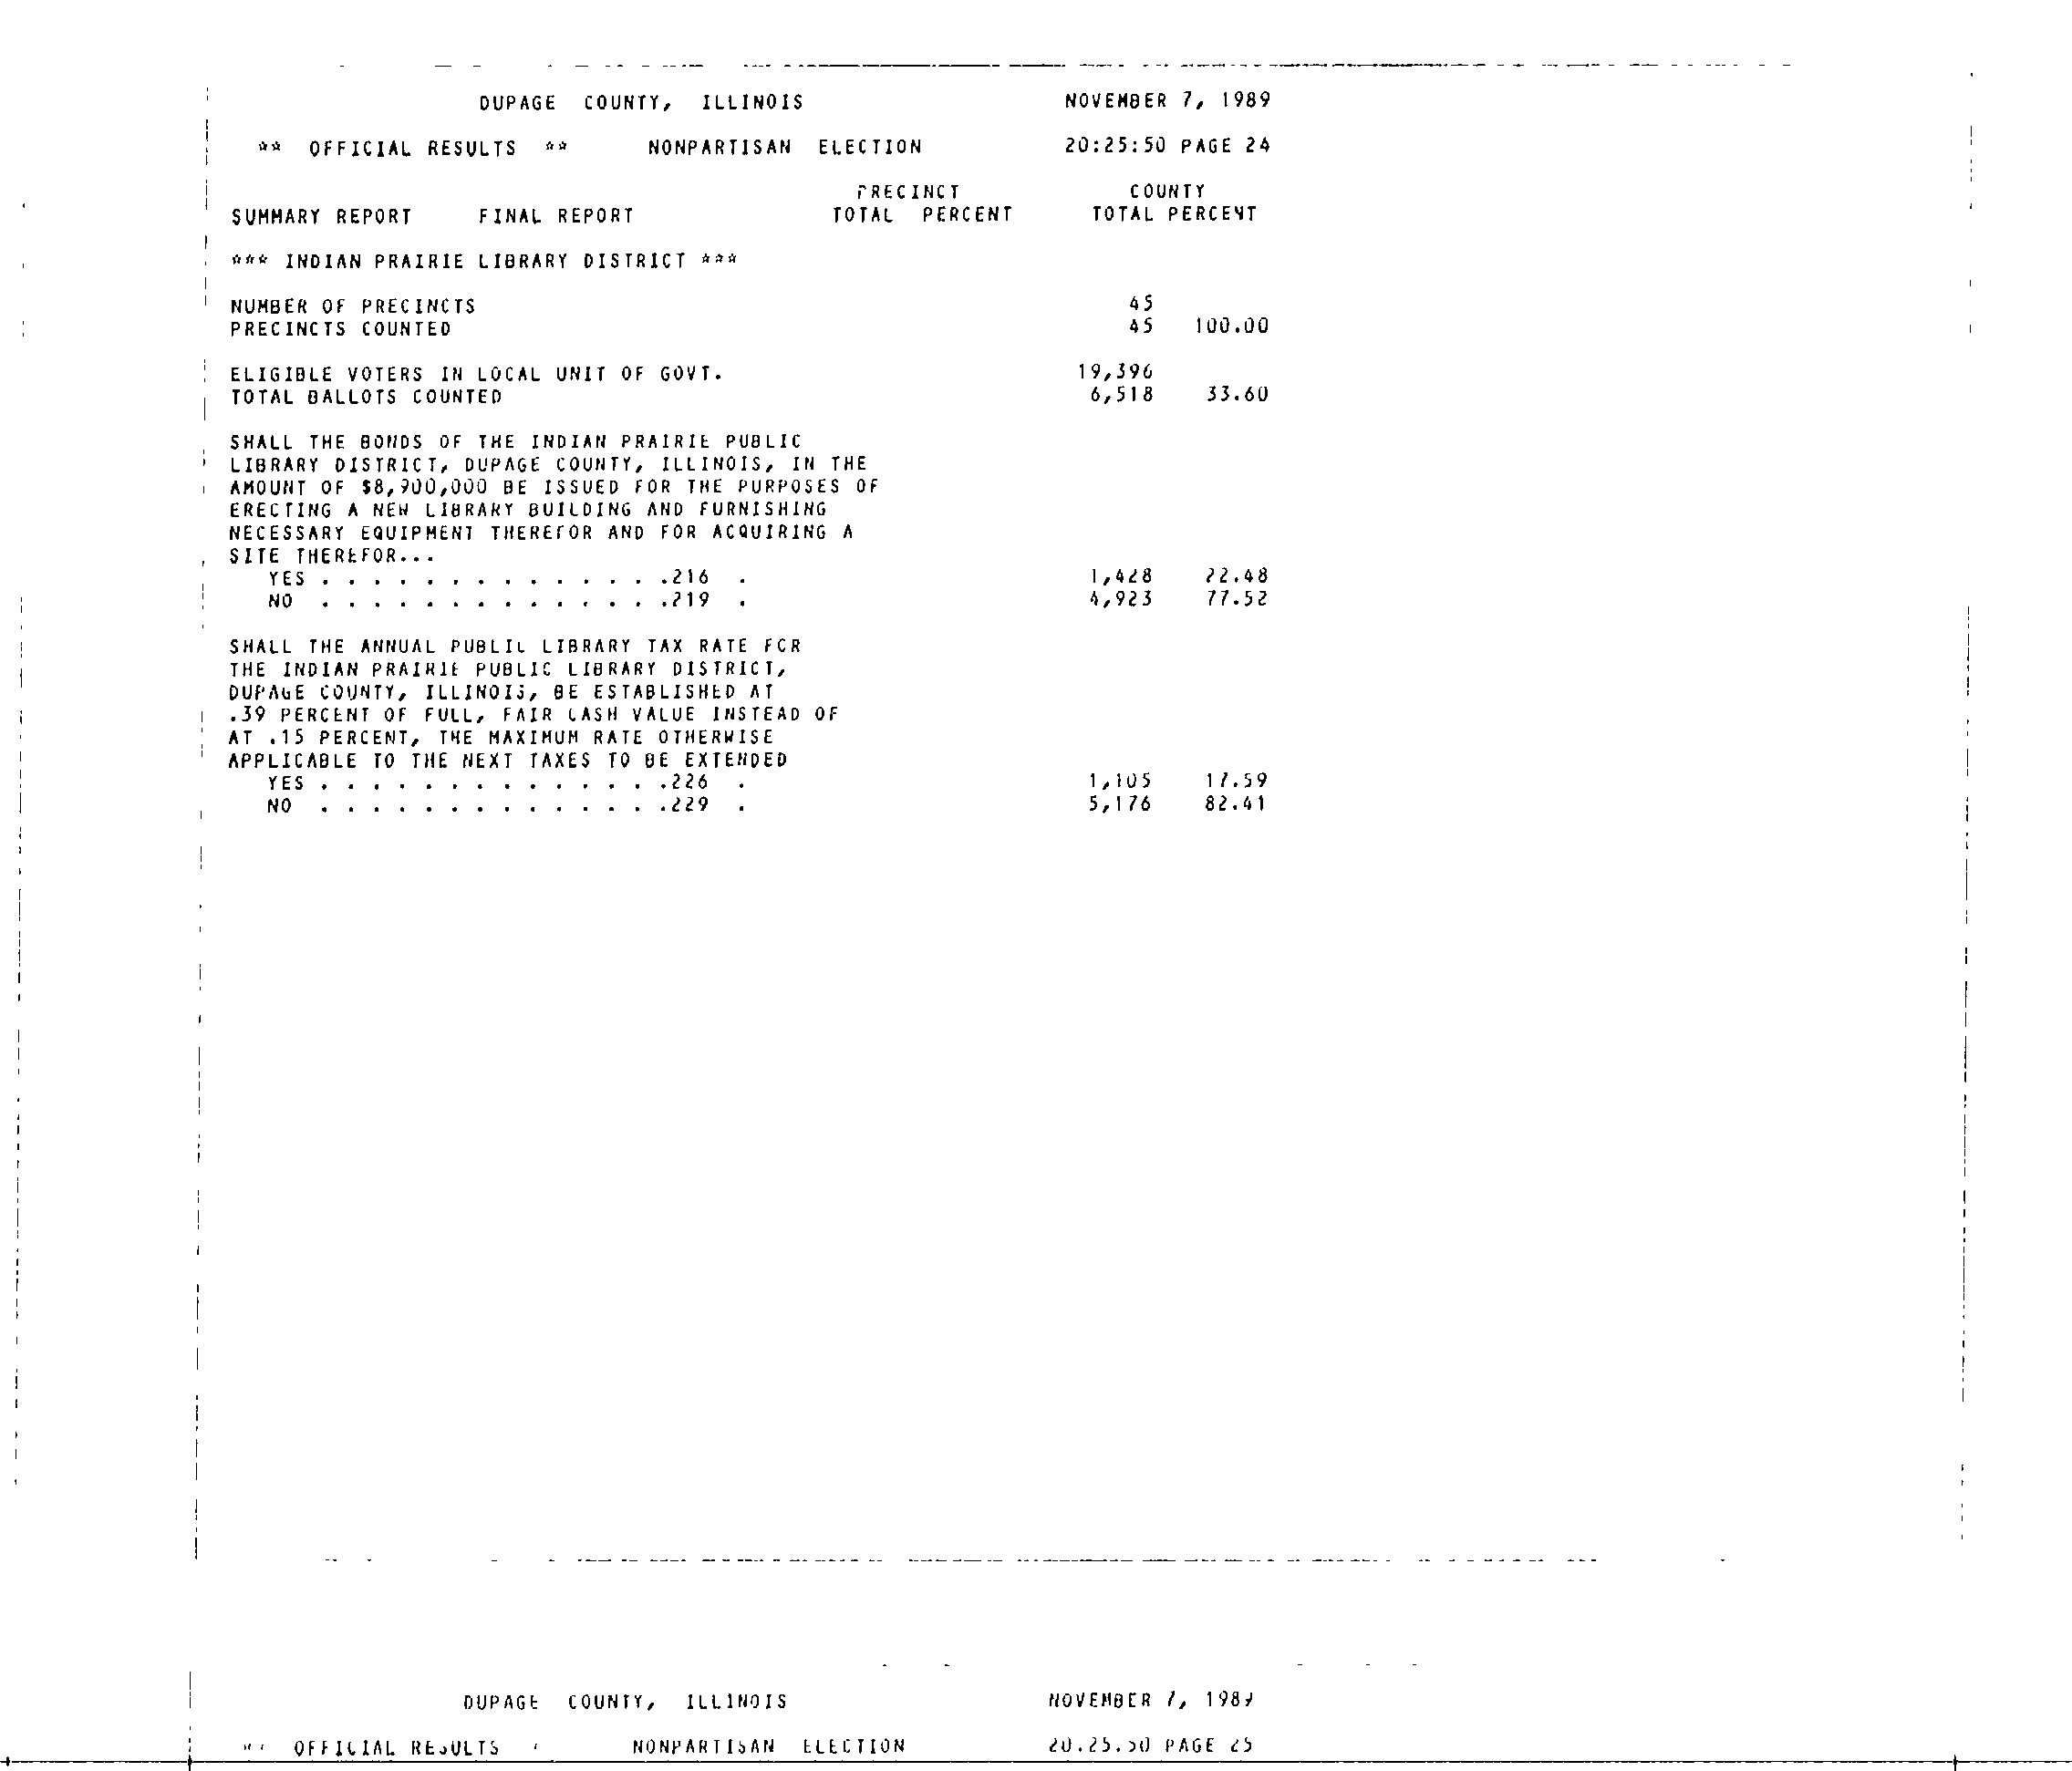 DUPAGE COUNTY, ILLINOIS NOVEMBER 7, 1989
** OFFICIAL RESULTS ** NONPARTISAN ELECTION 20:25:50 PAGE 24
PRECINCT COUNTY
SUMMARY REPORT FINAL REPORT TOTAL PERCENT TOTAL PERCENT
*** INDIAN PRAIRIE LIBRARY DISTRICT ***
NUMBER OF PRECINCTS 45
PRECINCTS COUNTED 45 100.00
ELIGIBLE VOTERS IN LOCAL UNIT OF GOVT. 19,396
TOTAL BALLOTS COUNTED 6,518 33.60
SHALL THE BONDS OF THE INDIAN PRAIRIE PUBLIC
LIBRARY DISTRICT, DUPAGE COUNTY, ILLINOIS, IN THE
AMOUNT OF $8,900,000 BE ISSUED FOR THE PURPOSES OF
ERECTING A NEW LIBRARY BUILDING AND FURNISHING
NECESSARY EQUIPMENT THEREFOR AND FOR ACQUIRING A
SITE THEREFOR...
YES . . . . . . . . . . . . . .216 . 1,428 22.48
NO . . . . . . . . . . . . . .219 . 4,923 77.52
SHALL THE ANNUAL PUBLIC LIBRARY TAX RATE FOR
THE INDIAN PRAIRIE PUBLIC LIBRARY DISTRICT,
DUPAGE COUNTY, ILLINOIS, BE ESTABLISHED AT
.39 PERCENT OF FULL, FAIR CASH VALUE INSTEAD OF
AT .15 PERCENT, THE MAXIMUM RATE OTHERWISE
APPLICABLE TO THE NEXT TAXES TO BE EXTENDED
YES . . . . . . . . . . . . . .226 . 1,105 17.59
NO . . . . . . . . . . . . . .229 . 5,176 82.41
DUPAGE COUNTY, ILLINOIS NOVEMBER 7, 1989
OFFICIAL RESULTS NONPARTISAN ELECTION 20.25.50 PAGE 25